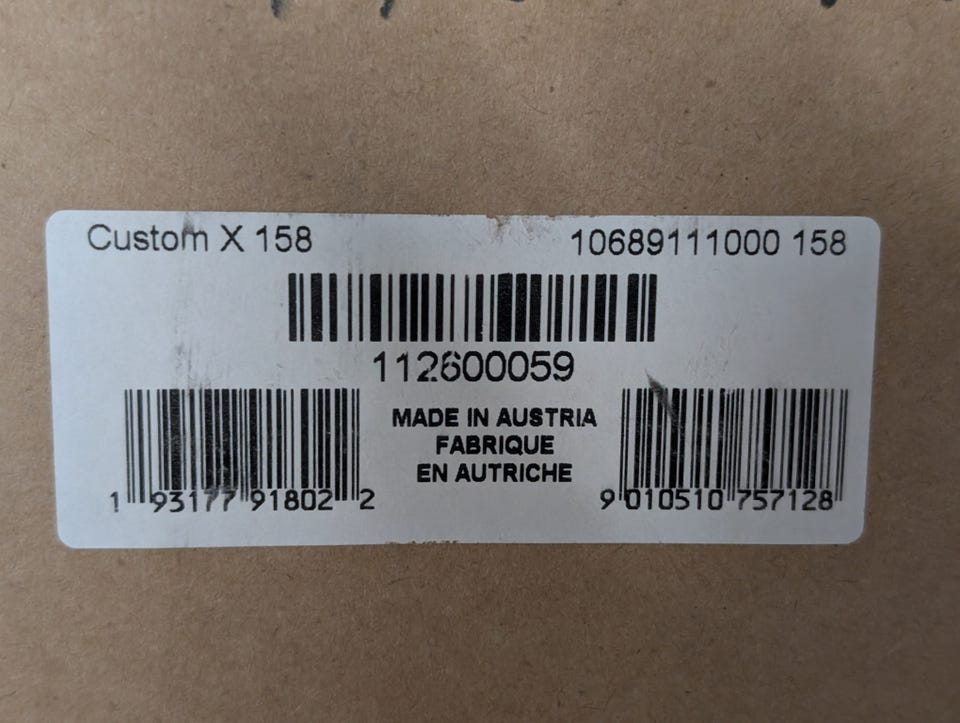 Custom X 158 10689111000 158
112600059
MADE IN AUSTRIA
FABRIQUE
EN AUTRICHE
1 93177 91802 2 9 010510 757128